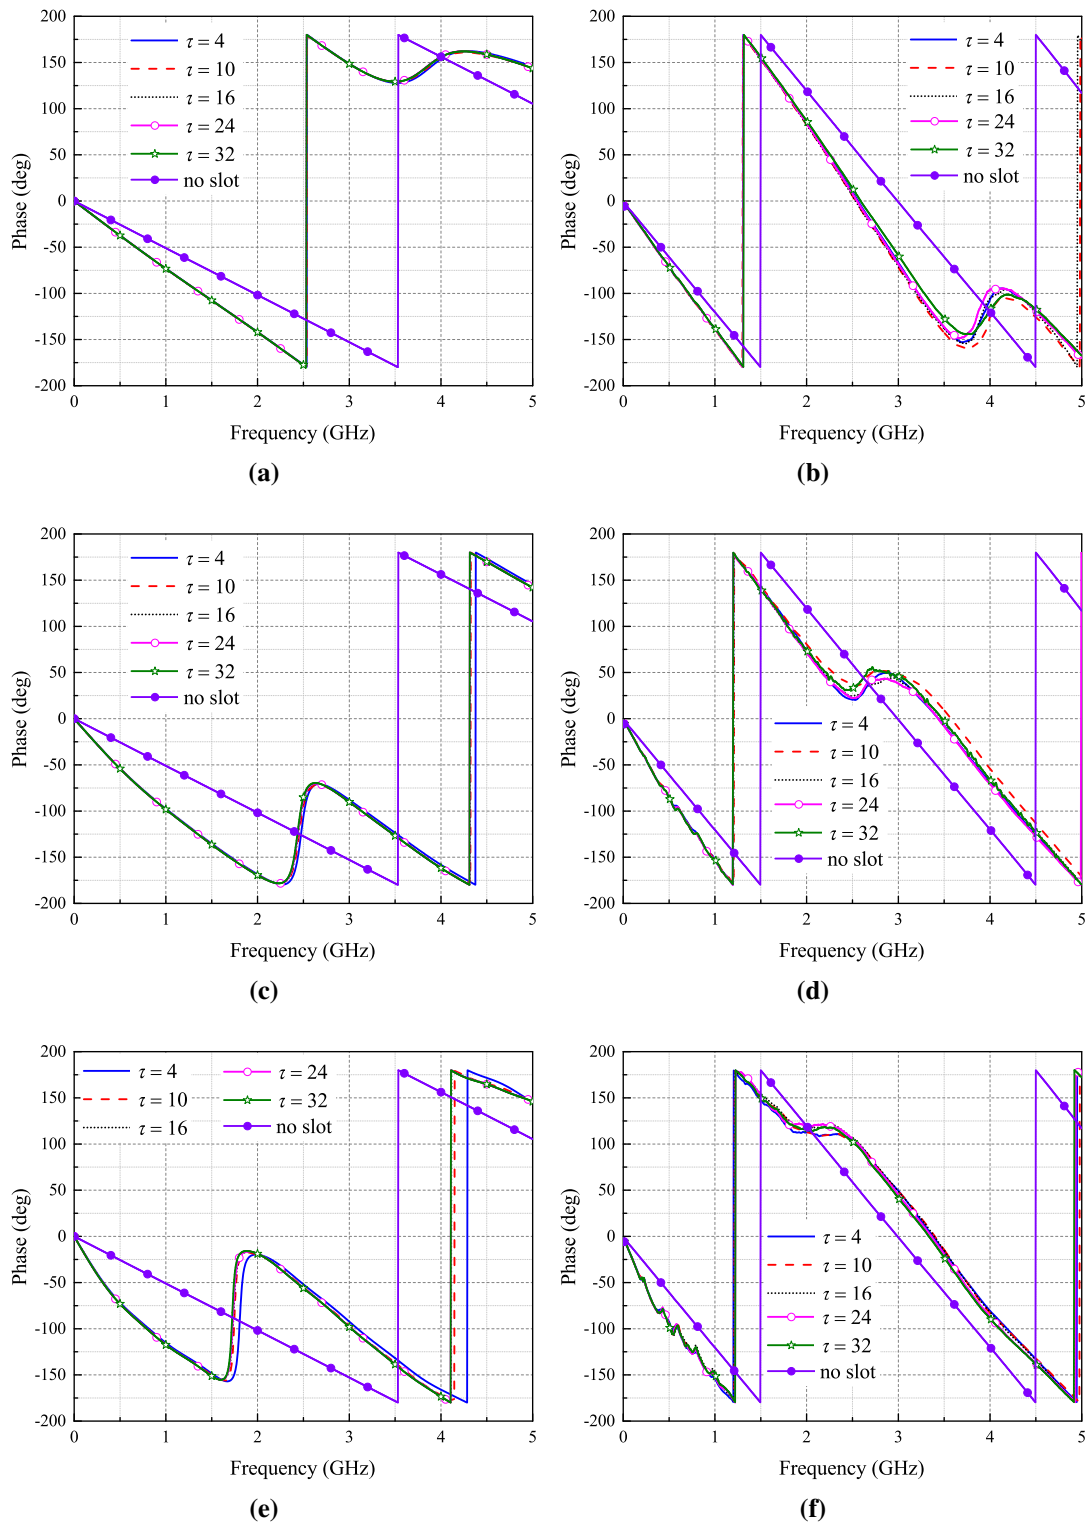 200
150
100
50
0
-50
-100
-150
-200
Phase (deg)
τ = 4
τ = 10
τ = 16
τ = 24
τ = 32
no slot
0 1 2 3 4 5
Frequency (GHz)
(a)
200
150
100
50
0
-50
-100
-150
-200
Phase (deg)
τ = 4
τ = 10
τ = 16
τ = 24
τ = 32
no slot
0 1 2 3 4 5
Frequency (GHz)
(b)
200
150
100
50
0
-50
-100
-150
-200
Phase (deg)
τ = 4
τ = 10
τ = 16
τ = 24
τ = 32
no slot
0 1 2 3 4 5
Frequency (GHz)
(c)
200
150
100
50
0
-50
-100
-150
-200
Phase (deg)
τ = 4
τ = 10
τ = 16
τ = 24
τ = 32
no slot
0 1 2 3 4 5
Frequency (GHz)
(d)
200
150
100
50
0
-50
-100
-150
-200
Phase (deg)
τ = 4 τ = 24
τ = 10 τ = 32
τ = 16 no slot
0 1 2 3 4 5
Frequency (GHz)
(e)
200
150
100
50
0
-50
-100
-150
-200
Phase (deg)
τ = 4
τ = 10
τ = 16
τ = 24
τ = 32
no slot
0 1 2 3 4 5
Frequency (GHz)
(f)